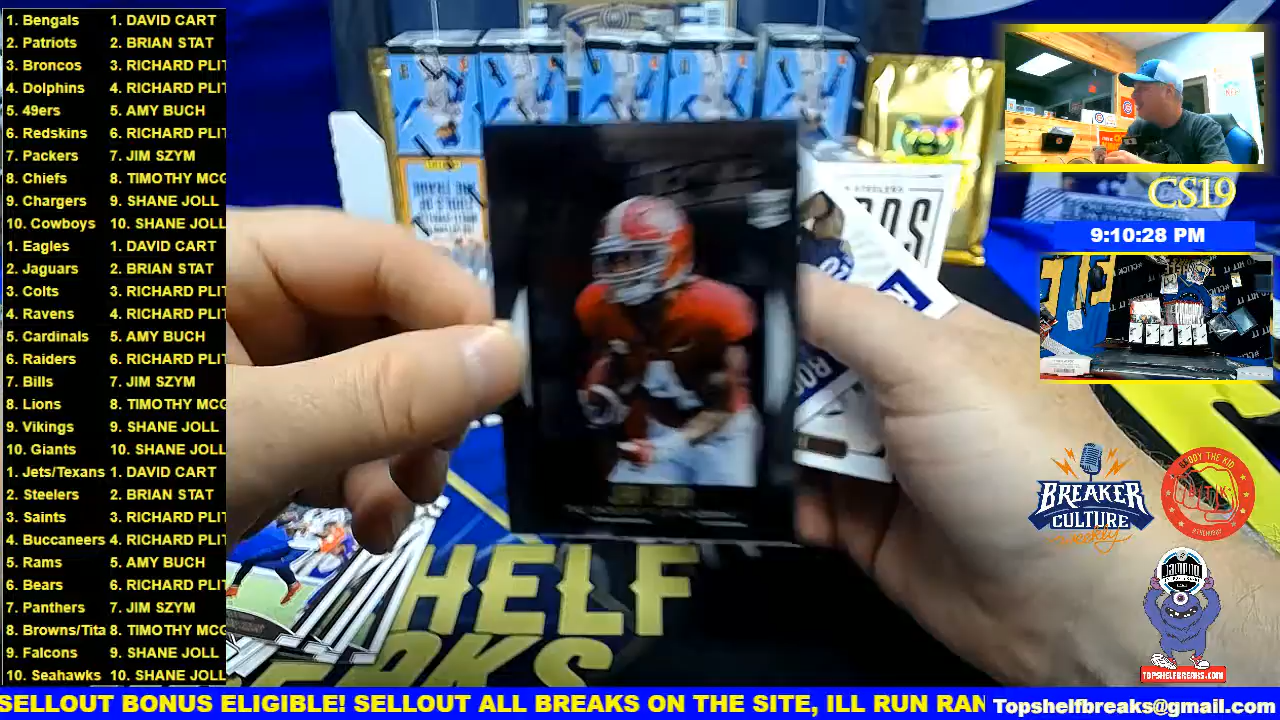 1. Bengals 1. DAVID CART
2. Patriots 2. BRIAN STAT
3. Broncos 3. RICHARD PLIT
4. Dolphins 4. RICHARD PLIT
5. 49ers 5. AMY BUCH
6. Redskins 6. RICHARD PLIT
7. Packers 7. JIM SZYM
8. Chiefs 8. TIMOTHY MCG
9. Chargers 9. SHANE JOLL
10. Cowboys 10. SHANE JOLL
1. Eagles 1. DAVID CART
2. Jaguars 2. BRIAN STAT
3. Colts 3. RICHARD PLIT
4. Ravens 4. RICHARD PLIT
5. Cardinals 5. AMY BUCH
6. Raiders 6. RICHARD PLIT
7. Bills 7. JIM SZYM
8. Lions 8. TIMOTHY MCG
9. Vikings 9. SHANE JOLL
10. Giants 10. SHANE JOLL
1. Jets/Texans 1. DAVID CART
2. Steelers 2. BRIAN STAT
3. Saints 3. RICHARD PLIT
4. Buccaneers 4. RICHARD PLIT
5. Rams 5. AMY BUCH
6. Bears 6. RICHARD PLIT
7. Panthers 7. JIM SZYM
8. Browns/Tita 8. TIMOTHY MCG
9. Falcons 9. SHANE JOLL
10. Seahawks 10. SHANE JOLL
CS19
9:10:28 PM
STEELERS
4
HELF
BREAKER
CULTURE
weekly
TOPSHELFBREAKS.COM
SELLOUT BONUS ELIGIBLE! SELLOUT ALL BREAKS ON THE SITE, ILL RUN RAN
Topshelfbreaks@gmail.com